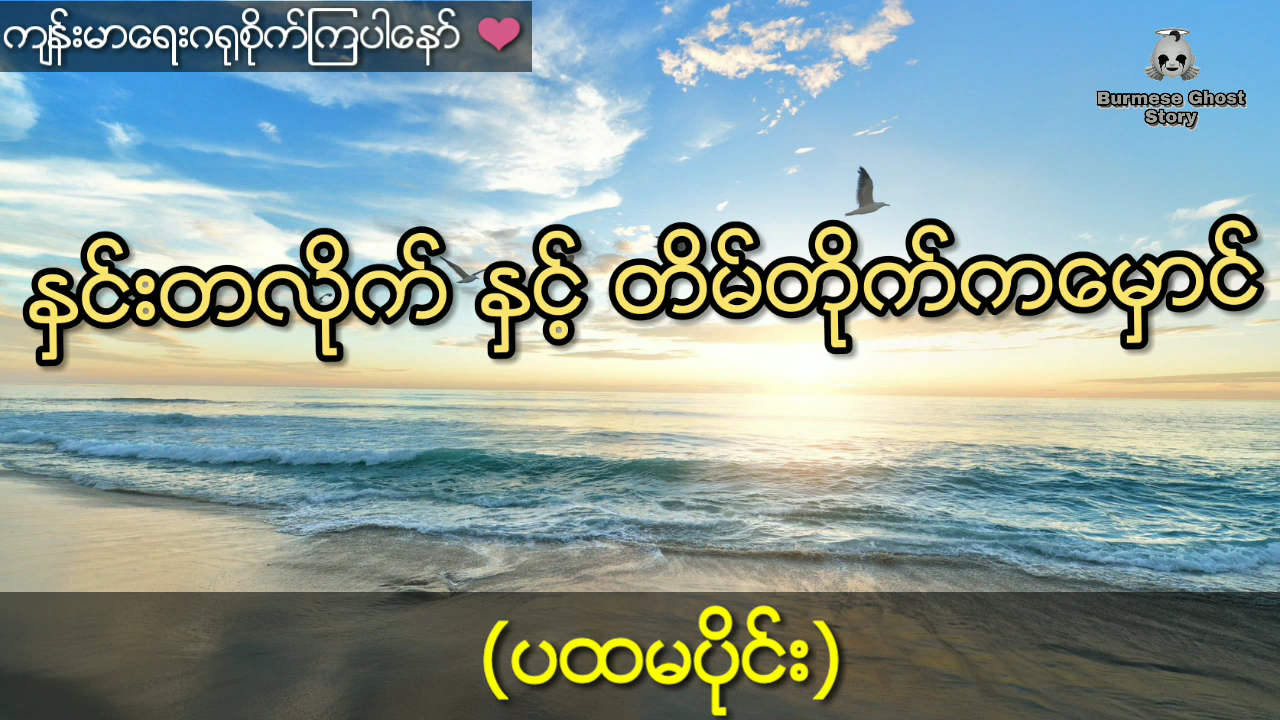 ကျန်းမာရေးဂရုစိုက်ကြပါနော် ❤
Burmese Ghost
Story
နှင်းတလိုက် နှင့် တိမ်တိုက်ကမှောင်
(ပထမပိုင်း)